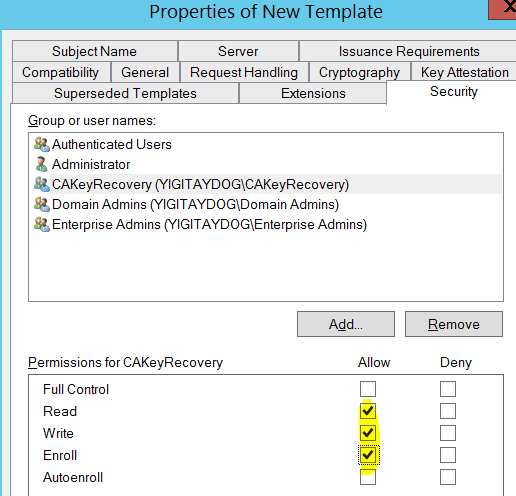 Properties of New Template
X
Subject Name Server Issuance Requirements
Compatibility General Request Handling Cryptography Key Attestation
Superseded Templates Extensions Security
Group or user names:
Authenticated Users
Administrator
CAKeyRecovery (YIGITAYDOG\CAKeyRecovery)
Domain Admins (YIGITAYDOG\Domain Admins)
Enterprise Admins (YIGITAYDOG\Enterprise Admins)
Add... Remove
Permissions for CAKeyRecovery Allow Deny
Full Control
Read
Write
Enroll
Autoenroll